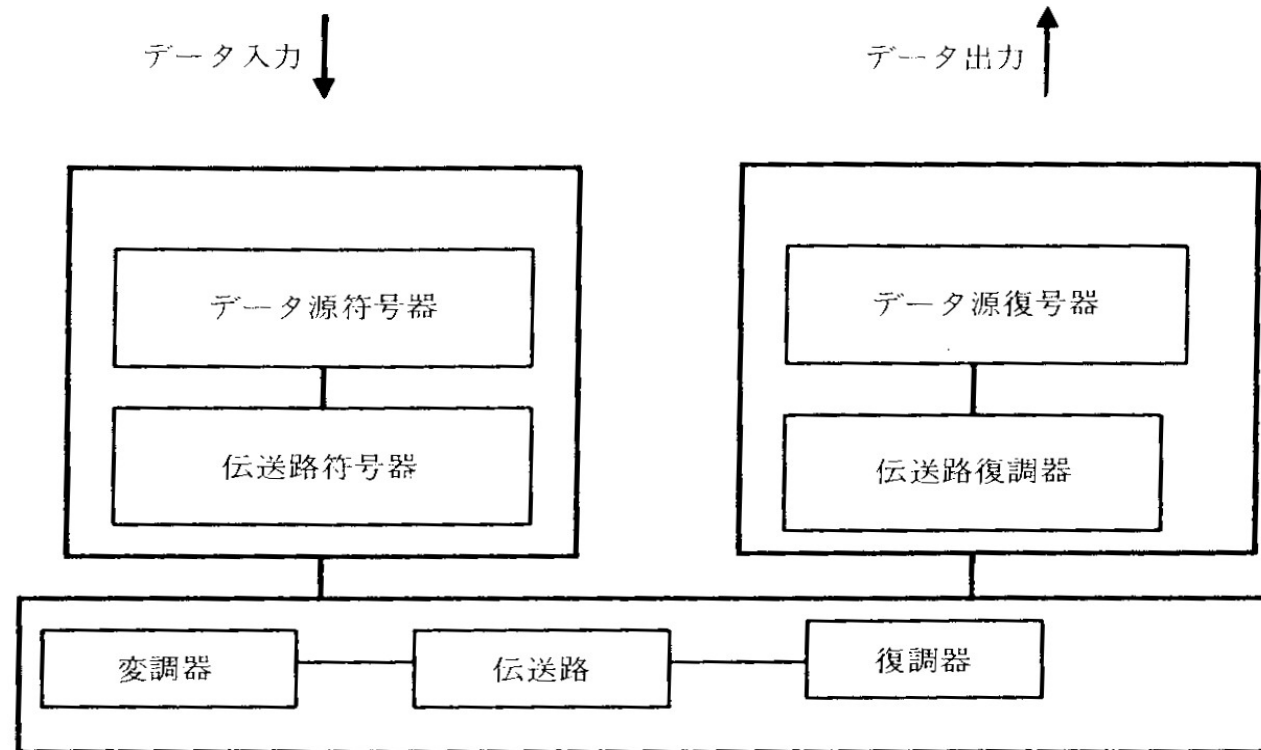 データ入力
データ出力
データ源符号器
データ源復号器
伝送路符号器
伝送路復調器
変調器
伝送路
復調器